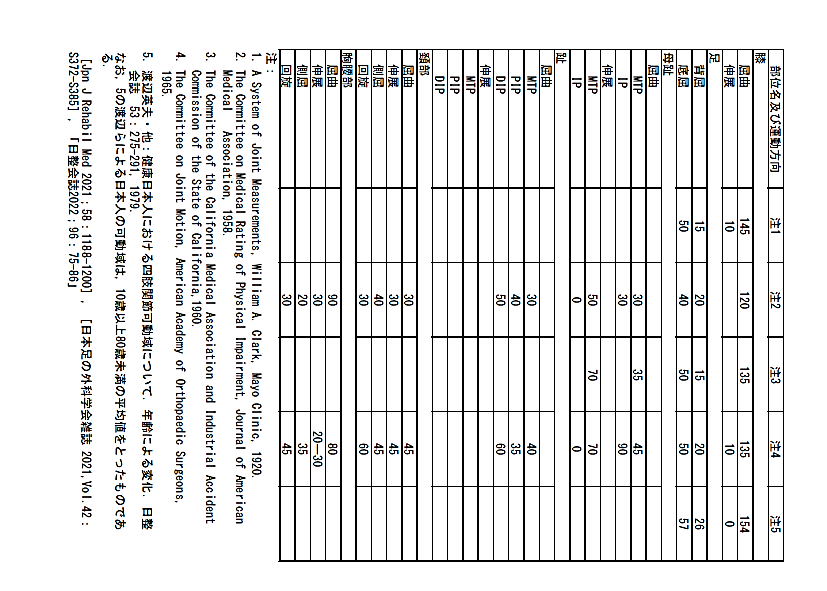 部位名及び運動方向 注1 注2 注3 注4 注5
膝
屈曲 145 120 135 135 154
伸展 10 10 0
足
背屈 15 20 15 20 26
底屈 50 40 50 50 57
母趾
屈曲
MTP 30 35 45
IP 30 90
伸展
MTP 50 70 70
IP 0 0
趾
屈曲
MTP 30 40
PIP 40 35
DIP 50 60
伸展
MTP
PIP
DIP
頸部
屈曲 30 45
伸展 30 45
側屈 40 45
回旋 30 60
胸腰部
屈曲 90 80
伸展 30 20—30
側屈 20 35
回旋 30 45
注：
1. A System of Joint Measurements, William A. Clark, Mayo Clinic, 1920.
2. The Committee on Medical Rating of Physical Impairment, Journal of American
Medical Association, 1958.
3. The Committee of the California Medical Association and Industrial Accident
Commission of the State of California,1960.
4. The Committee on Joint Motion, American Academy of Orthopaedic Surgeons,
1965.
5. 渡辺英夫・他：健康日本人における四肢関節可動域について．年齢による変化．日整
会誌 53：275-291, 1979.
なお，5の渡辺らによる日本人の可動域は，10歳以上80歳未満の平均値をとったものであ
る.
［Jpn J Rehabil Med 2021；58：1188-1200］，［日本足の外科学会雑誌 2021,Vol.42：
S372-S385］，「日整会誌2022；96：75-86」